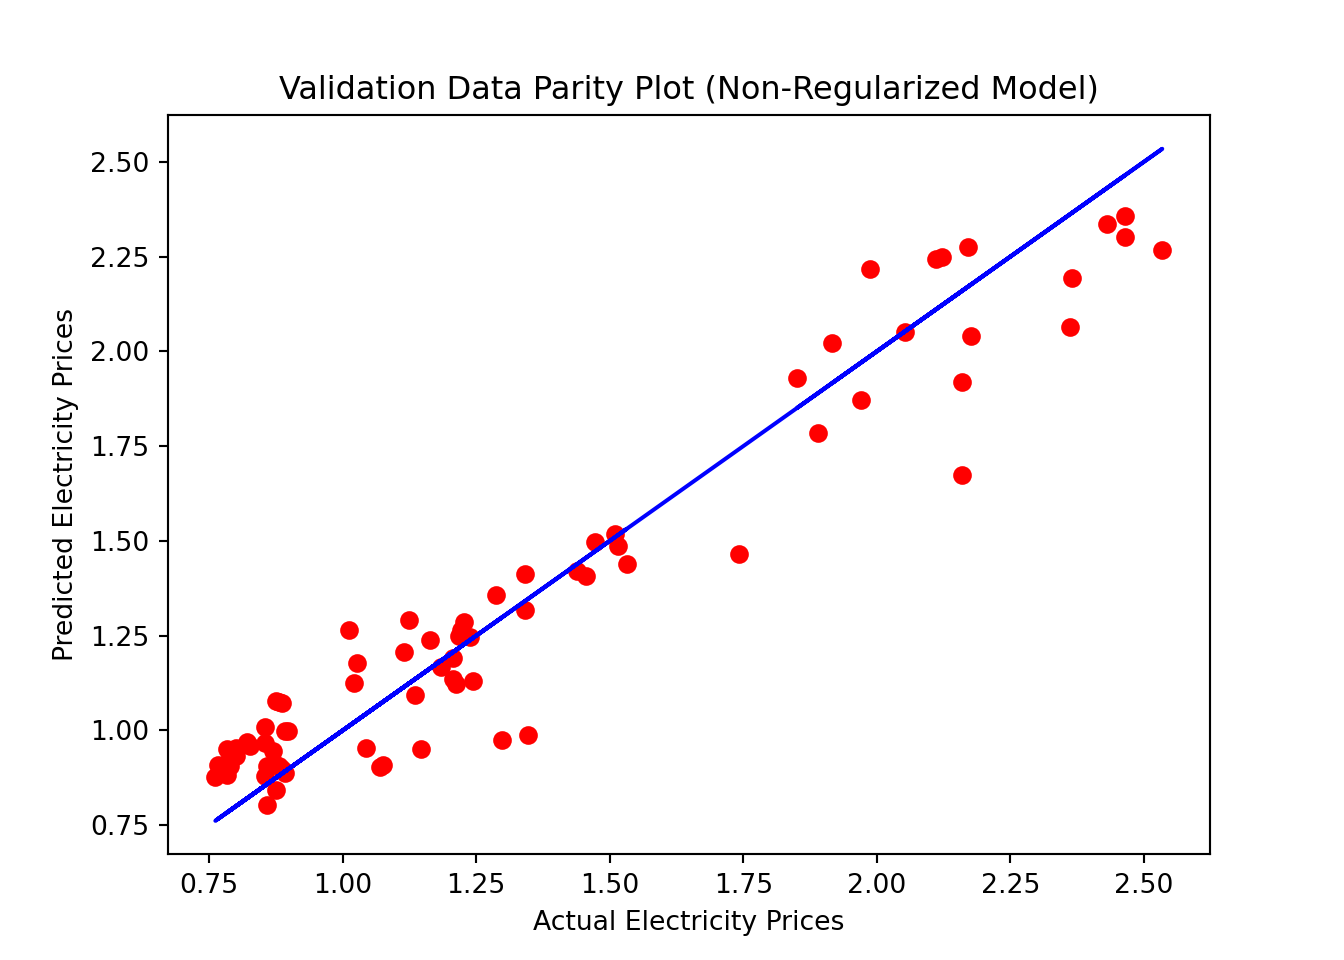 Validation Data Parity Plot (Non-Regularized Model)
2.50
2.25
2.00
1.75
1.50
1.25
1.00
0.75
Predicted Electricity Prices
0.75 1.00 1.25 1.50 1.75 2.00 2.25 2.50
Actual Electricity Prices